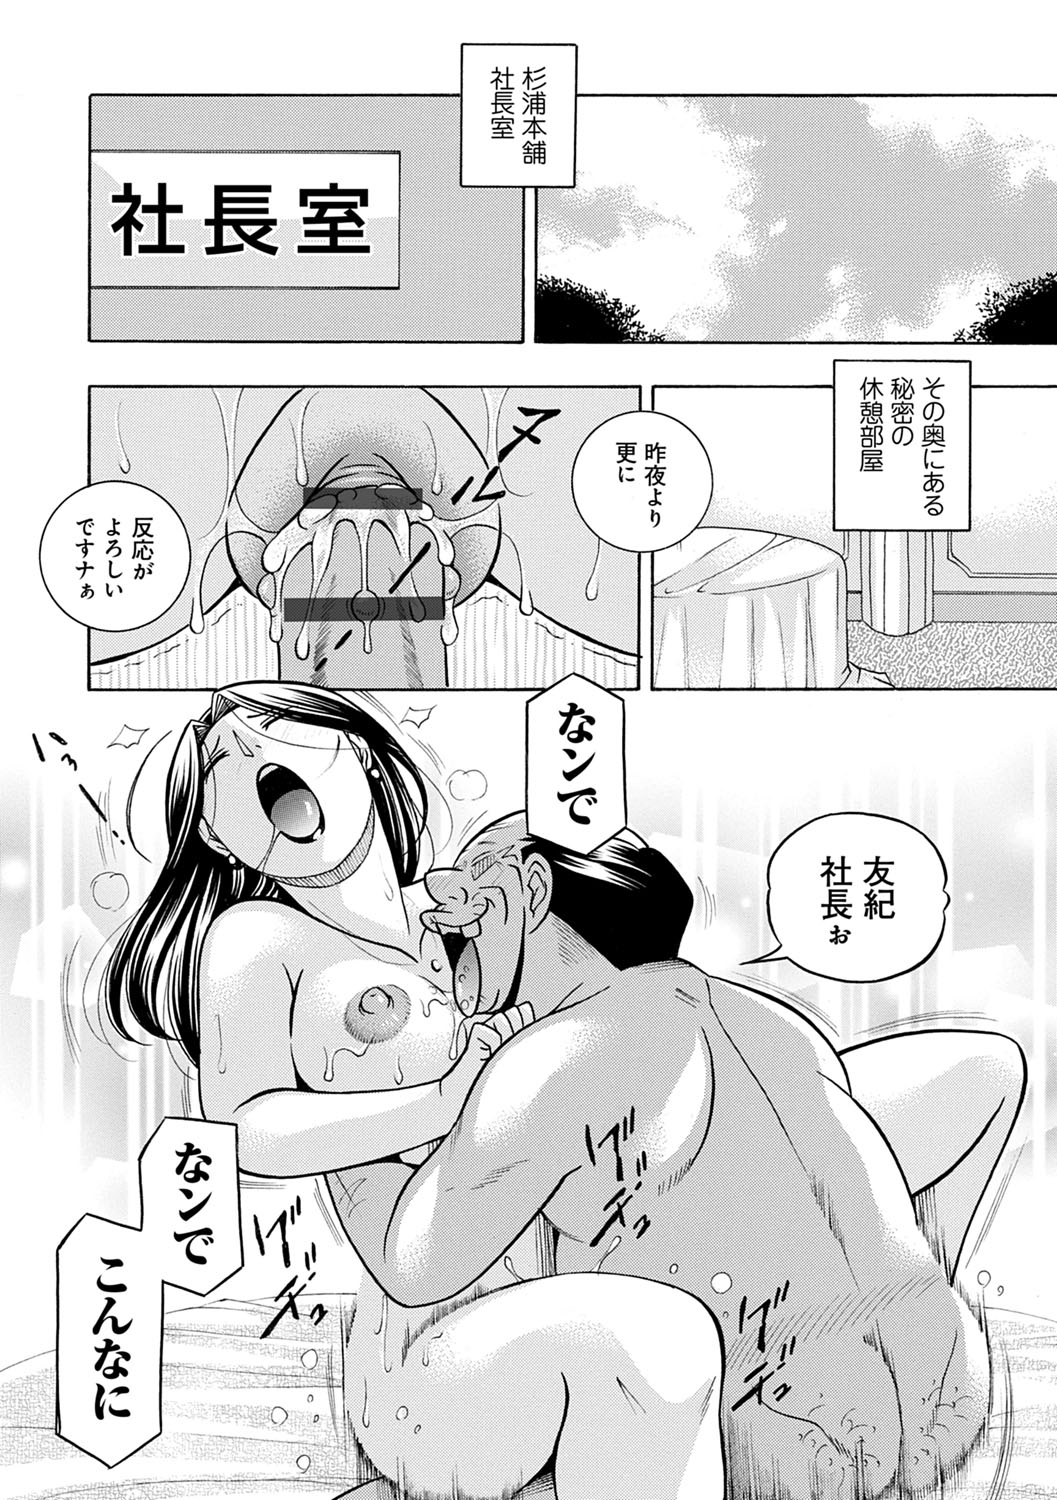 杉浦本舗
社長室
社長室
その奥にある
秘密の
休憩部屋
昨夜より
更に
ヌ
ル
反応が
よろしい
ですナぁ
なンで
友紀
社長ぉ
なンで
こんなに